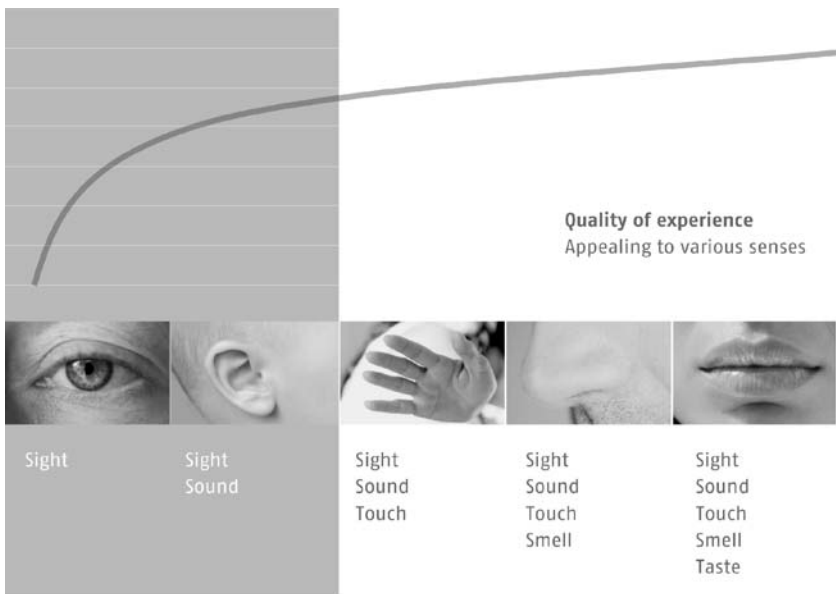 Quality of experience
Appealing to various senses
Sight
Sight
Sound
Sight
Sound
Touch
Sight
Sound
Touch
Smell
Sight
Sound
Touch
Smell
Taste